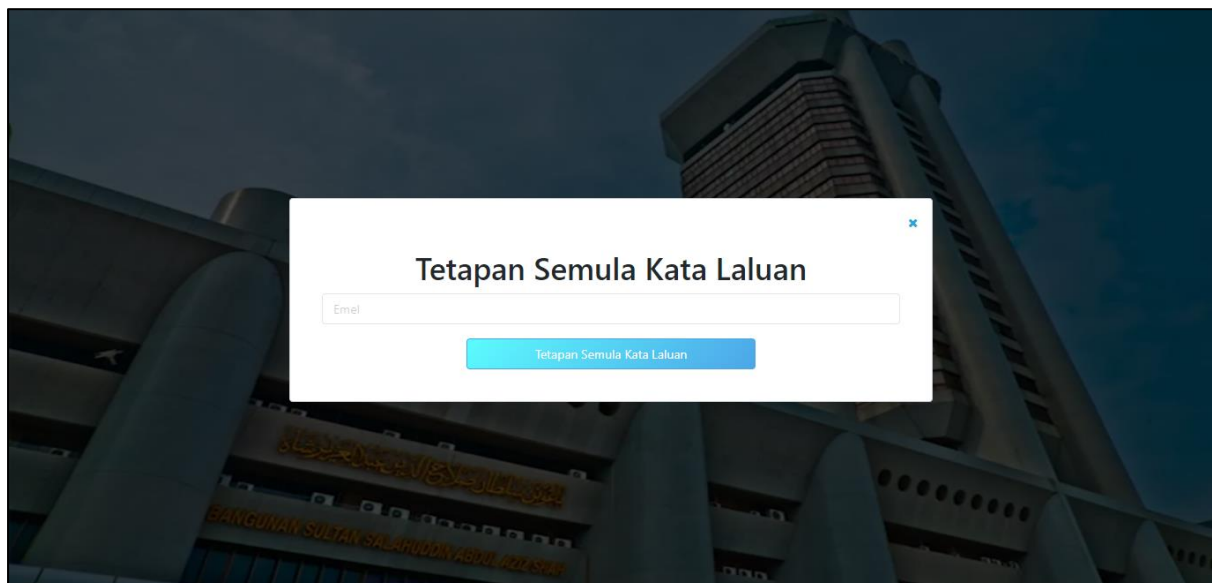 Tetapan Semula Kata Laluan
Emel
Tetapan Semula Kata Laluan
BANGUNAN SULTAN SALAHUDDIN ABDUL AZIZ SHAH